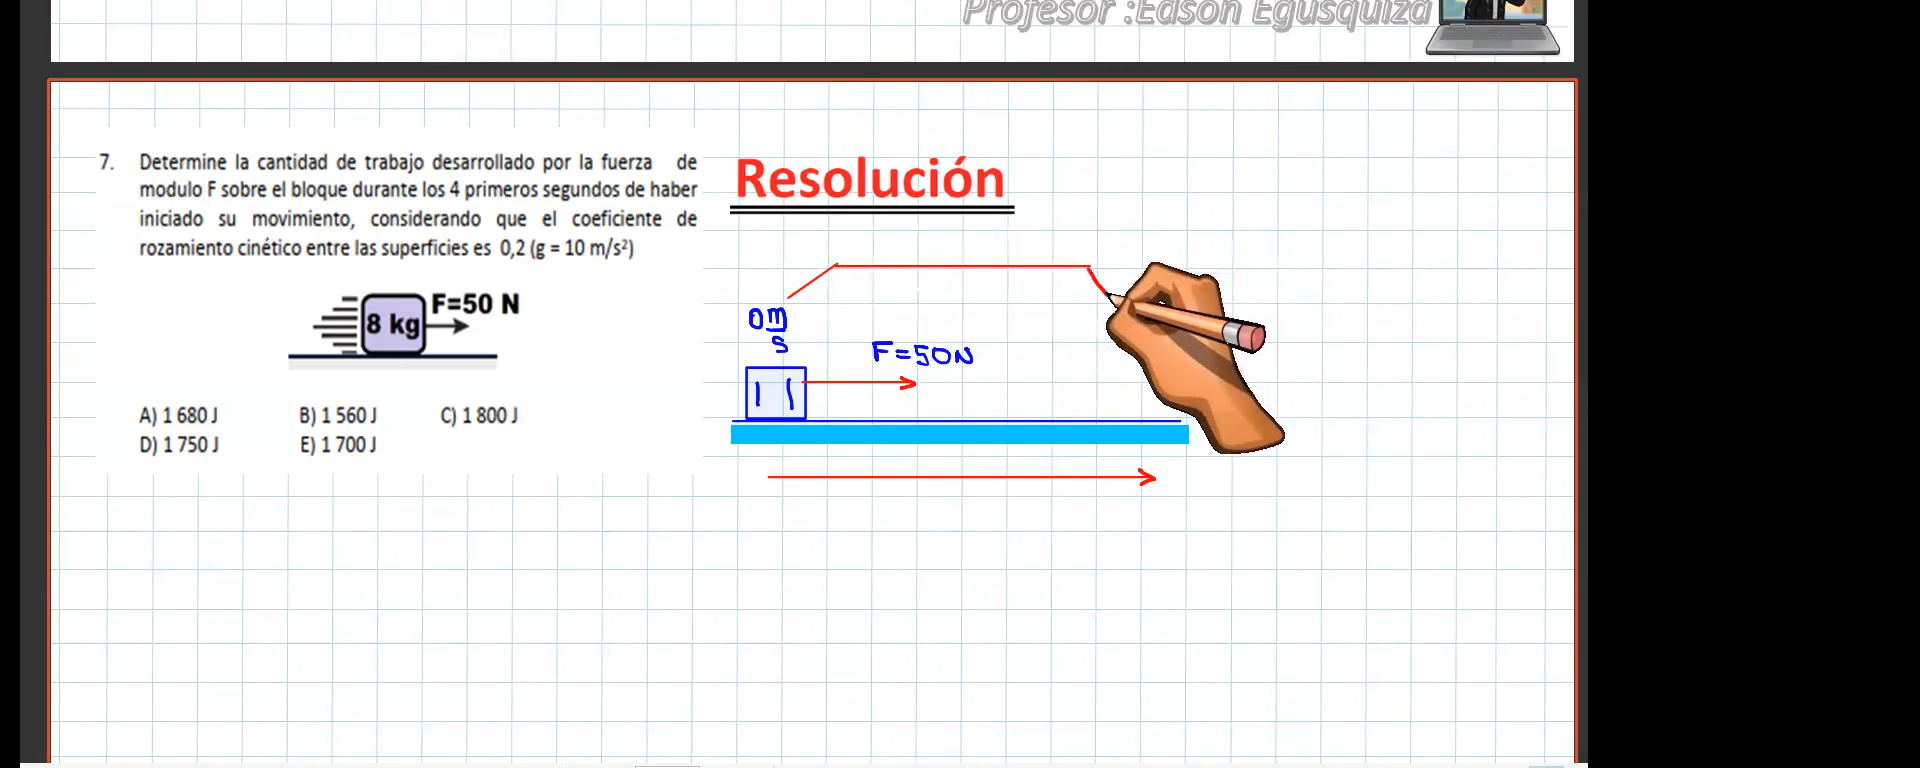 Profesor :Edson Egusquiza
7. Determine la cantidad de trabajo desarrollado por la fuerza de
modulo F sobre el bloque durante los 4 primeros segundos de haber
iniciado su movimiento, considerando que el coeficiente de
rozamiento cinético entre las superficies es 0,2 (g = 10 m/s²)
F=50 N
8 kg
A) 1 680 J B) 1 560 J C) 1 800 J
D) 1 750 J E) 1 700 J
Resolución
0m
s
F=50N